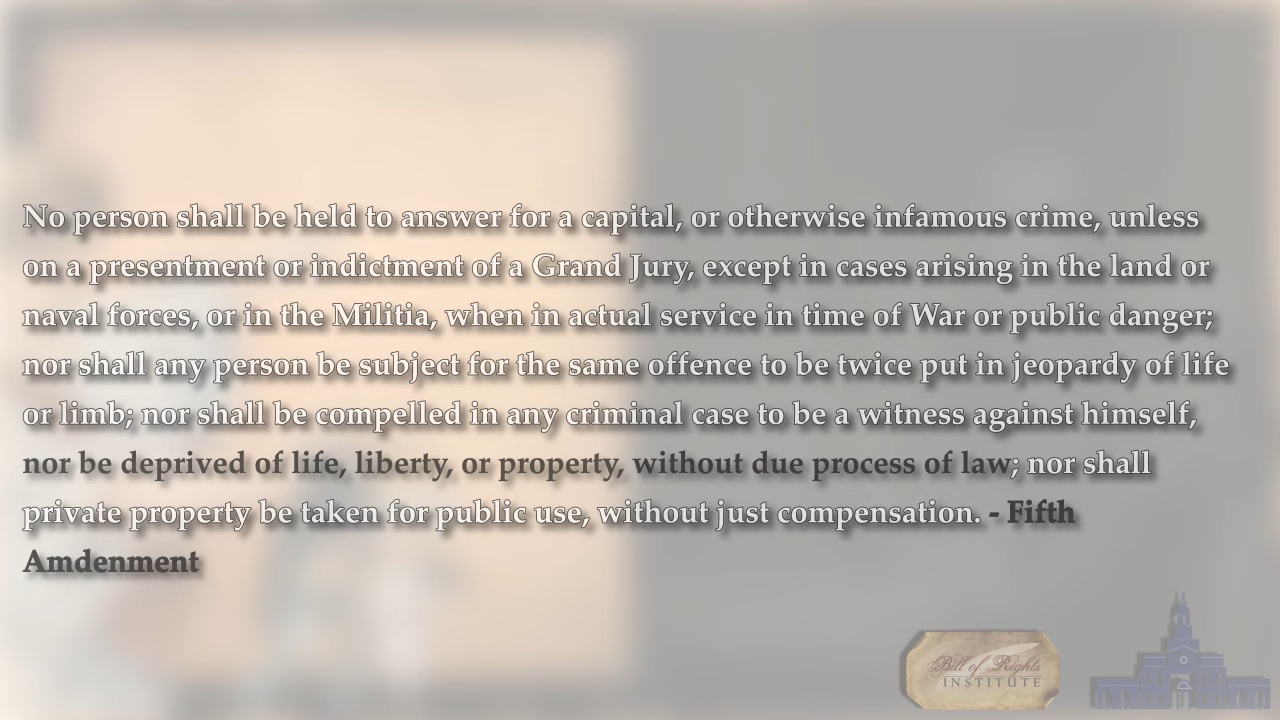 No person shall be held to answer for a capital, or otherwise infamous crime, unless
on a presentment or indictment of a Grand Jury, except in cases arising in the land or
naval forces, or in the Militia, when in actual service in time of War or public danger;
nor shall any person be subject for the same offence to be twice put in jeopardy of life
or limb; nor shall be compelled in any criminal case to be a witness against himself,
nor be deprived of life, liberty, or property, without due process of law; nor shall
private property be taken for public use, without just compensation. - Fifth
Amdenment
Bill of Rights
INSTITUTE